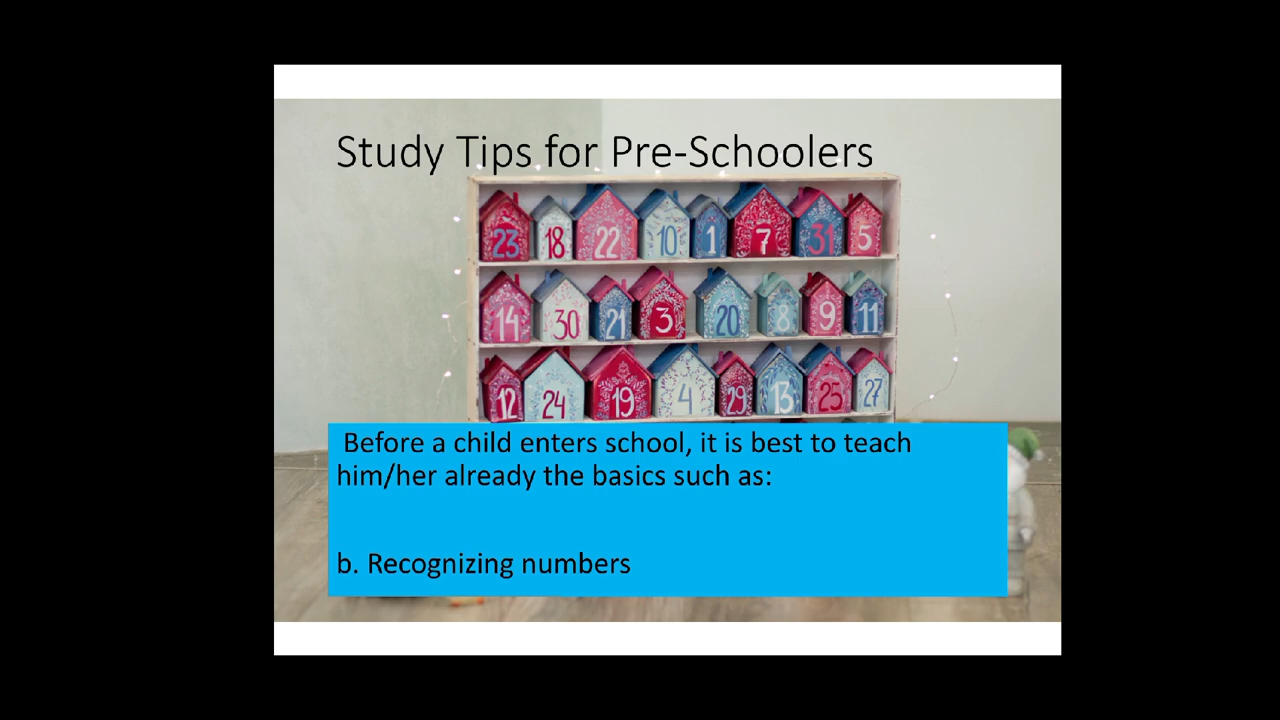 Study Tips for Pre-Schoolers
23 18 22 10 1 7 31 5
14 30 21 3 20 8 9 11
12 24 19 4 29 13 25 27
Before a child enters school, it is best to teach
him/her already the basics such as:
b. Recognizing numbers